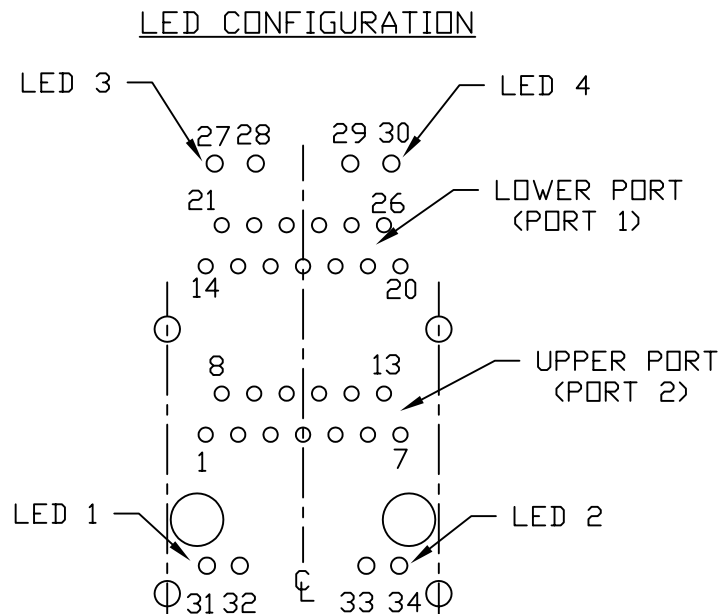 LED CONFIGURATION
LED 3
LED 4
27 28 29 30
21 26
LOWER PORT
(PORT 1)
14 20
8 13
UPPER PORT
(PORT 2)
1 7
LED 1
LED 2
31 32 33 34
CL